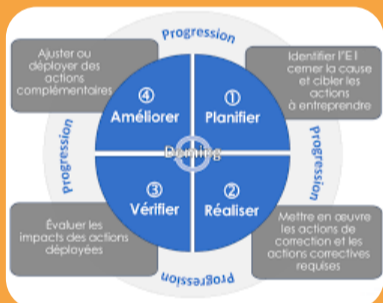 Progression
Ajuster ou
déployer des
actions
complémentaires
Identifier l'EI
cerner la cause
et cibler les
actions
à entreprendre
④
Améliorer
①
Planifier
Progression
Deming
Progression
③
Vérifier
②
Réaliser
Évaluer les
impacts des actions
déployées
Mettre en œuvre
les actions de
correction et les
actions correctives
requises
Progression